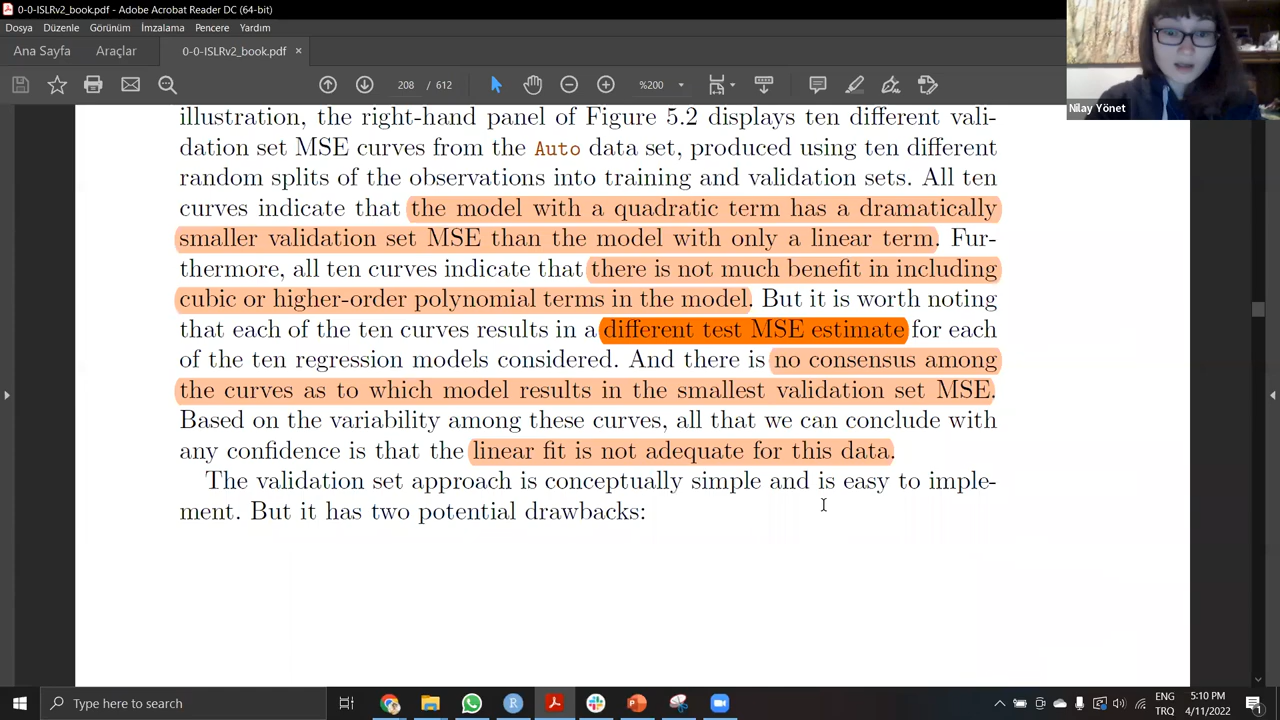 0-0-ISLRv2_book.pdf - Adobe Acrobat Reader DC (64-bit)
Dosya Düzenle Görünüm İmzalama Pencere Yardım
Ana Sayfa Araçlar 0-0-ISLRv2_book.pdf ×
208 / 612 %200
Nilay Yönet
illustration, the right-hand panel of Figure 5.2 displays ten different vali-
dation set MSE curves from the Auto data set, produced using ten different
random splits of the observations into training and validation sets. All ten
curves indicate that the model with a quadratic term has a dramatically
smaller validation set MSE than the model with only a linear term. Fur-
thermore, all ten curves indicate that there is not much benefit in including
cubic or higher-order polynomial terms in the model. But it is worth noting
that each of the ten curves results in a different test MSE estimate for each
of the ten regression models considered. And there is no consensus among
the curves as to which model results in the smallest validation set MSE.
Based on the variability among these curves, all that we can conclude with
any confidence is that the linear fit is not adequate for this data.
The validation set approach is conceptually simple and is easy to imple-
ment. But it has two potential drawbacks:
Type here to search
ENG 5:10 PM
TRQ 4/11/2022
1